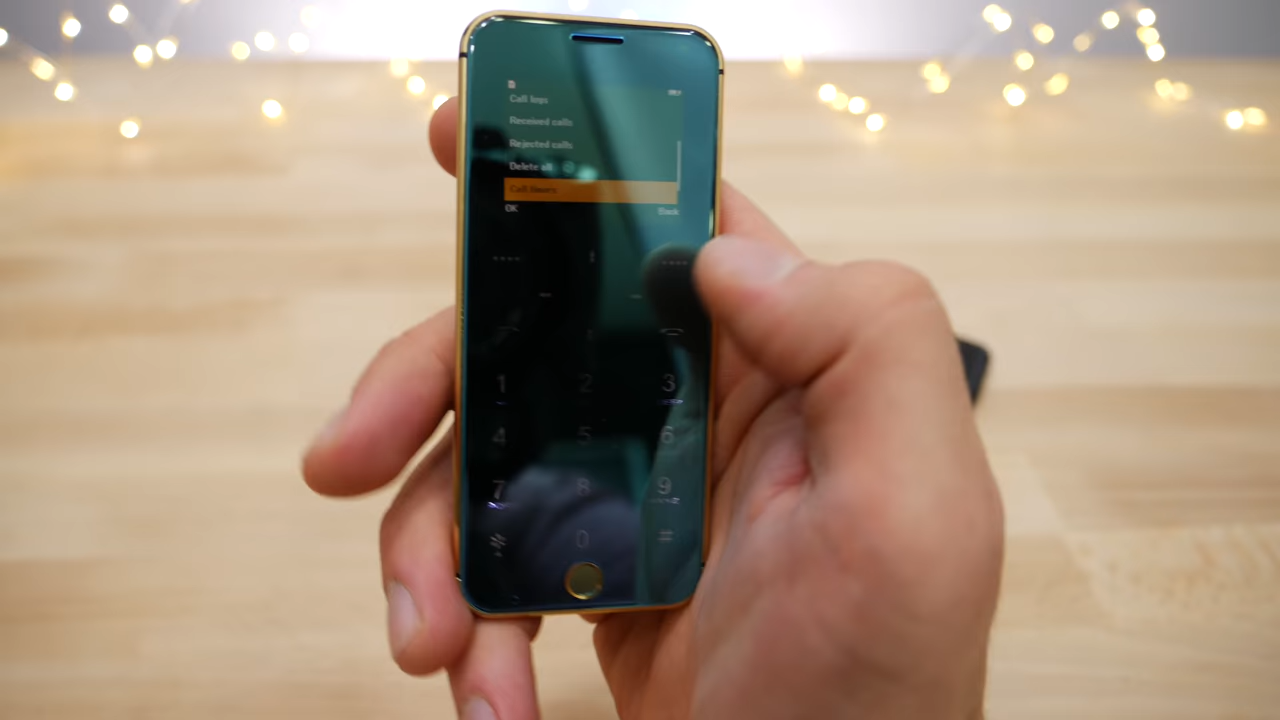 Call logs
Received calls
Rejected calls
Delete all
Call timers
OK Back
1 2 3
4 5 6
7 8 9
* 0 #